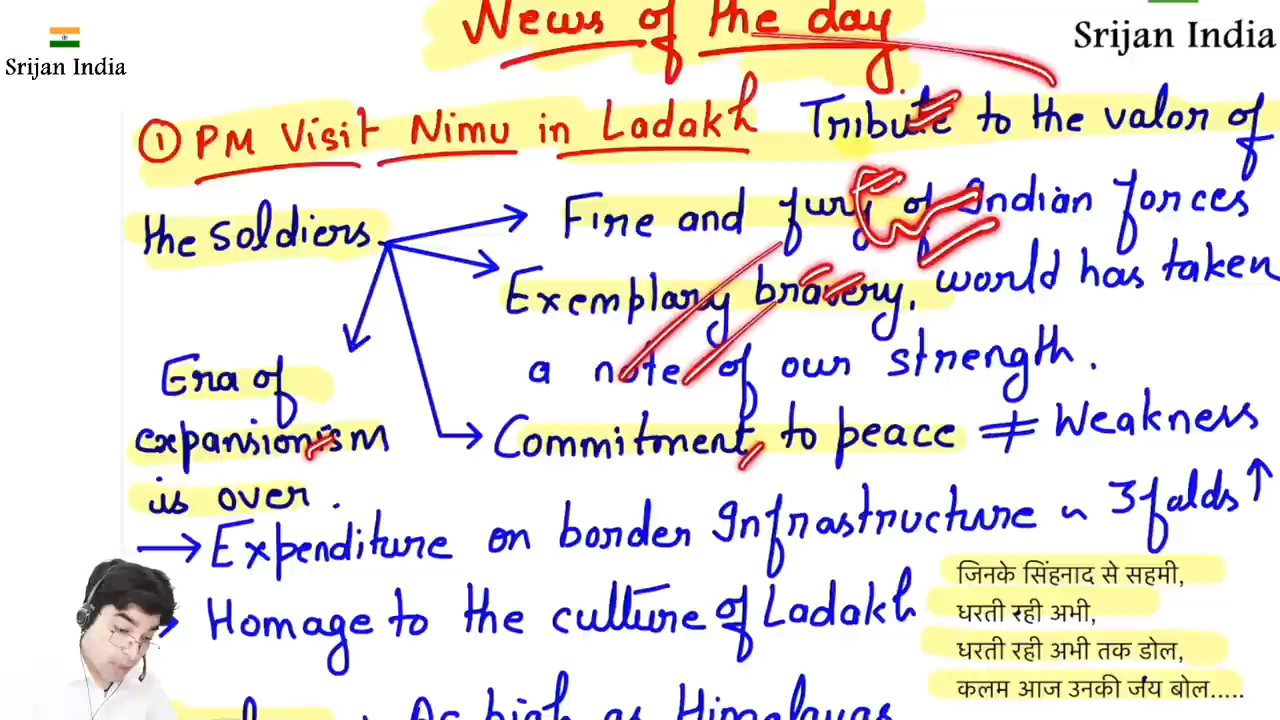 News of the day
Srijan India
Srijan India
① PM Visit Nimu in Ladakh Tribute to the valor of
the soldiers
Fire and fury of Indian forces
Exemplary bravery, world has taken
a note of our strength.
Era of
expansionism
is over.
Commitment to peace ≠ Weakness
→ Expenditure on border Infrastructure ~ 3 folds ↑
→ Homage to the culture of Ladakh
जिनके सिंहनाद से सहमी,
धरती रही अभी,
धरती रही अभी तक डोल,
कलम आज उनकी जय बोल.....
As high as Himalayas